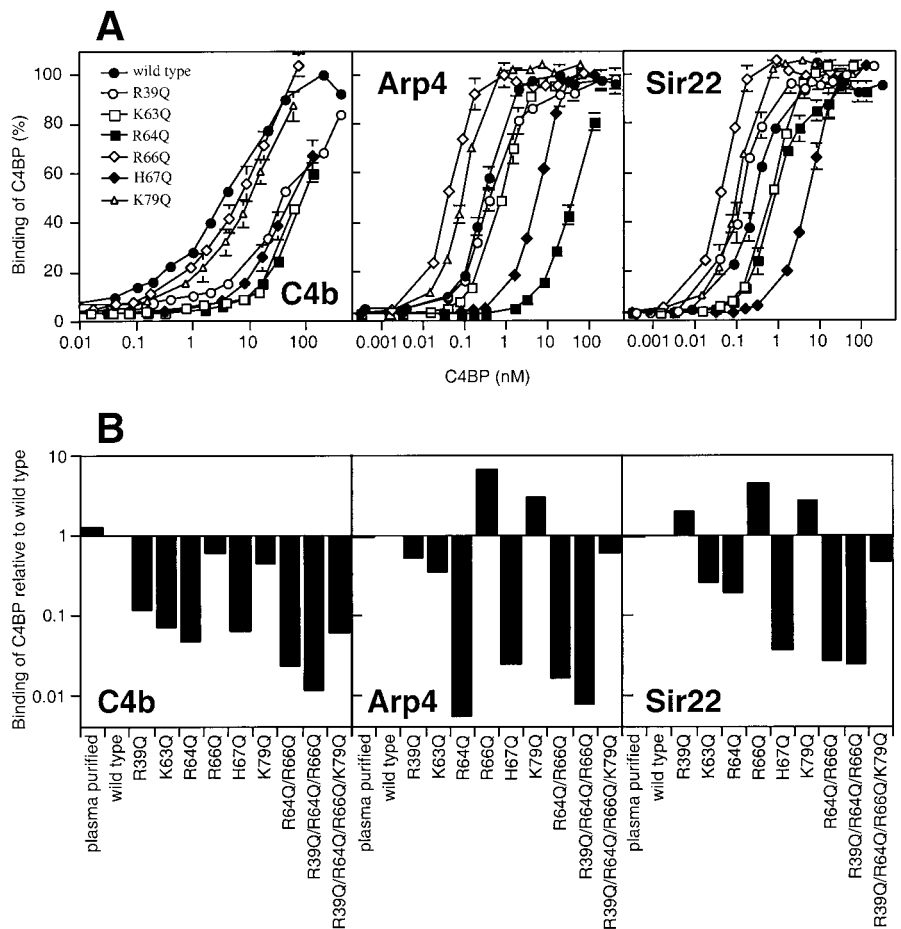 A
Binding of C4BP (%)
100
80
60
40
20
0
wild type
R39Q
K63Q
R64Q
R66Q
H67Q
K79Q
C4b
Arp4
Sir22
0.01 0.1 1 10 100
0.001 0.01 0.1 1 10 100
0.001 0.01 0.1 1 10 100
C4BP (nM)
B
Binding of C4BP relative to wild type
10
1
0.1
0.01
C4b
Arp4
Sir22
plasma purified
wild type
R39Q
K63Q
R64Q
R66Q
H67Q
K79Q
R64Q/R66Q
R39Q/R64Q/R66Q
R39Q/R64Q/R66Q/K79Q
plasma purified
wild type
R39Q
K63Q
R64Q
R66Q
H67Q
K79Q
R64Q/R66Q
R39Q/R64Q/R66Q
R39Q/R64Q/R66Q/K79Q
plasma purified
wild type
R39Q
K63Q
R64Q
R66Q
H67Q
K79Q
R64Q/R66Q
R39Q/R64Q/R66Q
R39Q/R64Q/R66Q/K79Q